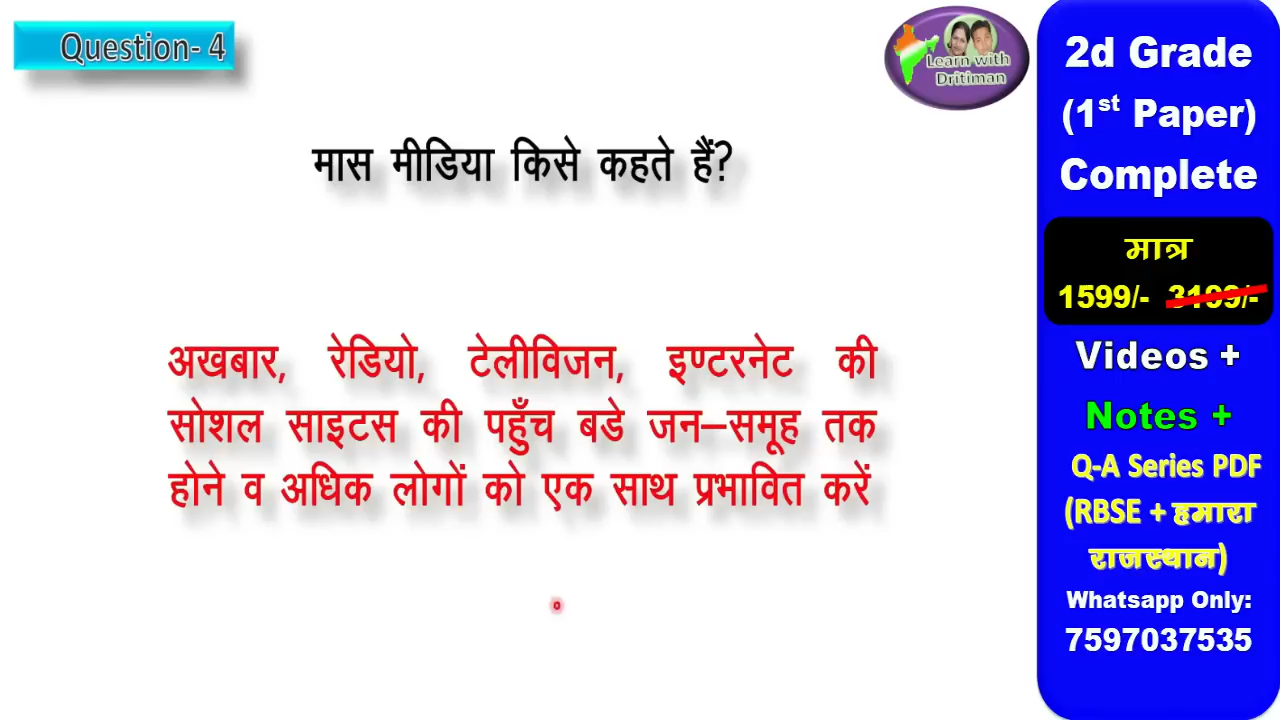 Question- 4
Learn with
Dritiman
मास मीडिया किसे कहते हैं?
अखबार, रेडियो, टेलीविजन, इण्टरनेट की
सोशल साइटस की पहुँच बडे जन–समूह तक
होने व अधिक लोगों को एक साथ प्रभावित करें
2d Grade
(1st Paper)
Complete
मात्र
1599/- 3199/-
Videos +
Notes +
Q-A Series PDF
(RBSE + हमारा
राजस्थान)
Whatsapp Only:
7597037535